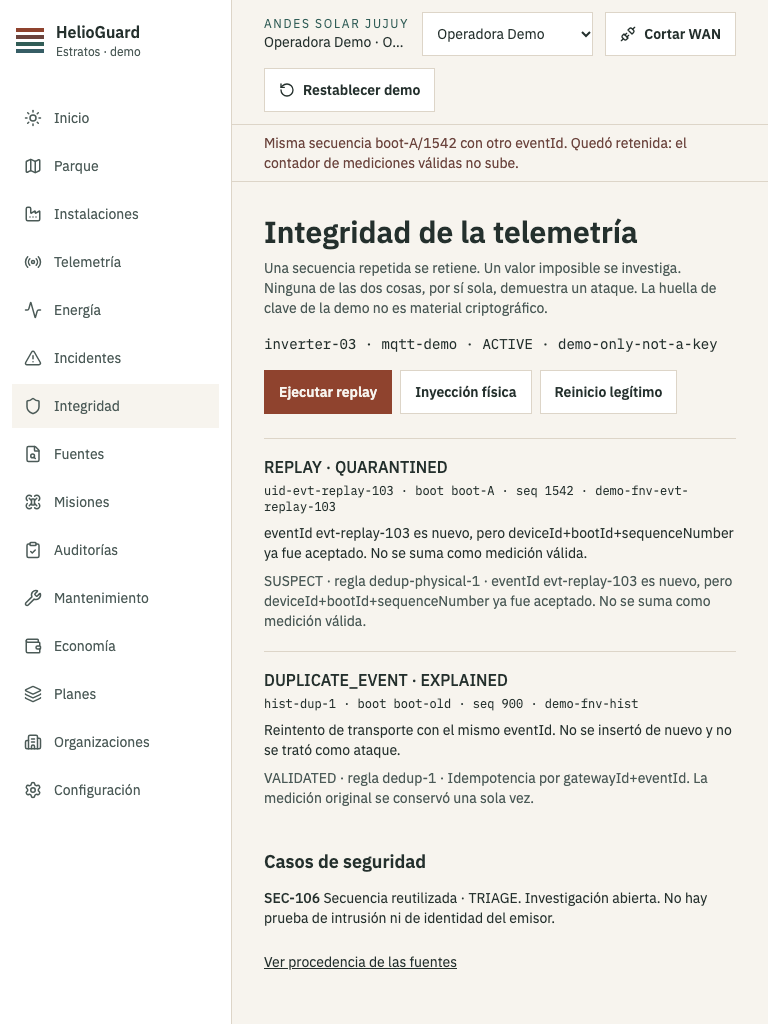 HelioGuard
Estratos · demo
Inicio
Parque
Instalaciones
Telemetría
Energía
Incidentes
Integridad
Fuentes
Misiones
Auditorías
Mantenimiento
Economía
Planes
Organizaciones
Configuración
ANDES SOLAR JUJUY
Operadora Demo · O...
Operadora Demo
Cortar WAN
Restablecer demo
Misma secuencia boot-A/1542 con otro eventId. Quedó retenida: el
contador de mediciones válidas no sube.
Integridad de la telemetría
Una secuencia repetida se retiene. Un valor imposible se investiga.
Ninguna de las dos cosas, por sí sola, demuestra un ataque. La huella de
clave de la demo no es material criptográfico.
inverter-03 · mqtt-demo · ACTIVE · demo-only-not-a-key
Ejecutar replay
Inyección física
Reinicio legítimo
REPLAY · QUARANTINED
uid-evt-replay-103 · boot boot-A · seq 1542 · demo-fnv-evt-
replay-103
eventId evt-replay-103 es nuevo, pero deviceId+bootId+sequenceNumber
ya fue aceptado. No se suma como medición válida.
SUSPECT · regla dedup-physical-1 · eventId evt-replay-103 es nuevo, pero
deviceId+bootId+sequenceNumber ya fue aceptado. No se suma como
medición válida.
DUPLICATE_EVENT · EXPLAINED
hist-dup-1 · boot boot-old · seq 900 · demo-fnv-hist
Reintento de transporte con el mismo eventId. No se insertó de nuevo y no
se trató como ataque.
VALIDATED · regla dedup-1 · Idempotencia por gatewayId+eventId. La
medición original se conservó una sola vez.
Casos de seguridad
SEC-106 Secuencia reutilizada · TRIAGE. Investigación abierta. No hay
prueba de intrusión ni de identidad del emisor.
Ver procedencia de las fuentes